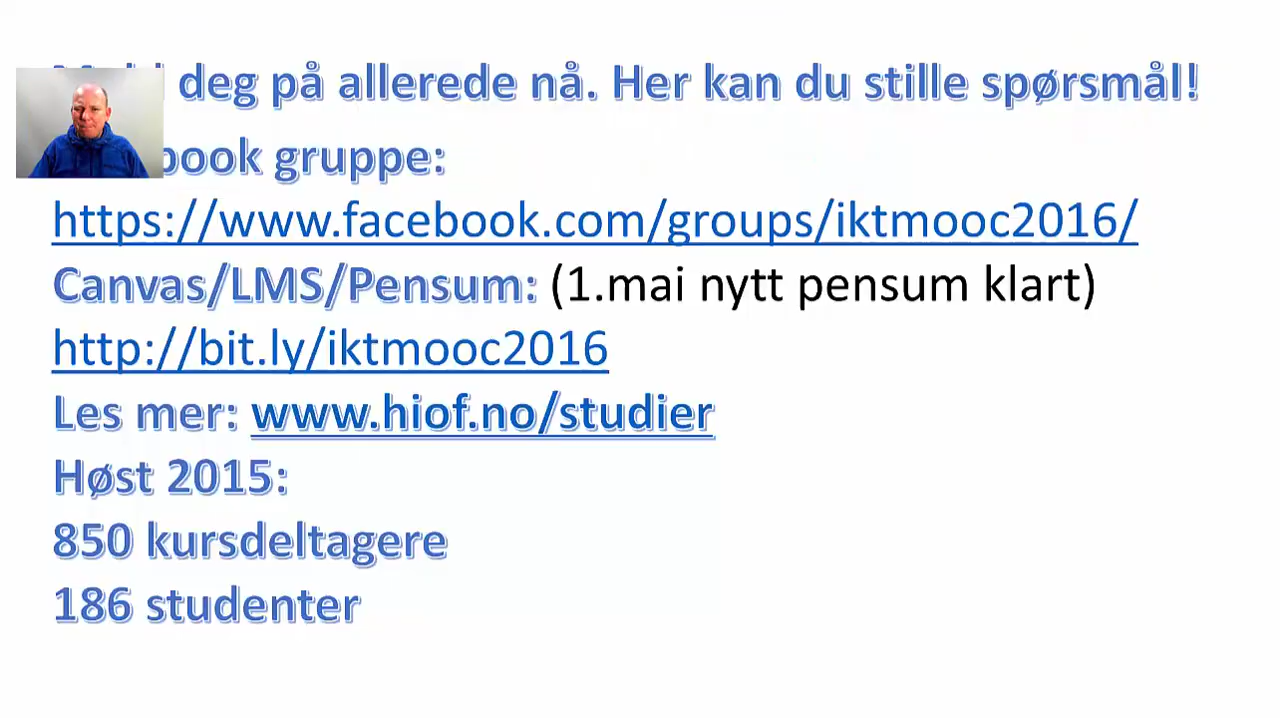 deg på allerede nå. Her kan du stille spørsmål!
book gruppe:
https://www.facebook.com/groups/iktmooc2016/
Canvas/LMS/Pensum: (1.mai nytt pensum klart)
http://bit.ly/iktmooc2016
Les mer: www.hiof.no/studier
Høst 2015:
850 kursdeltagere
186 studenter